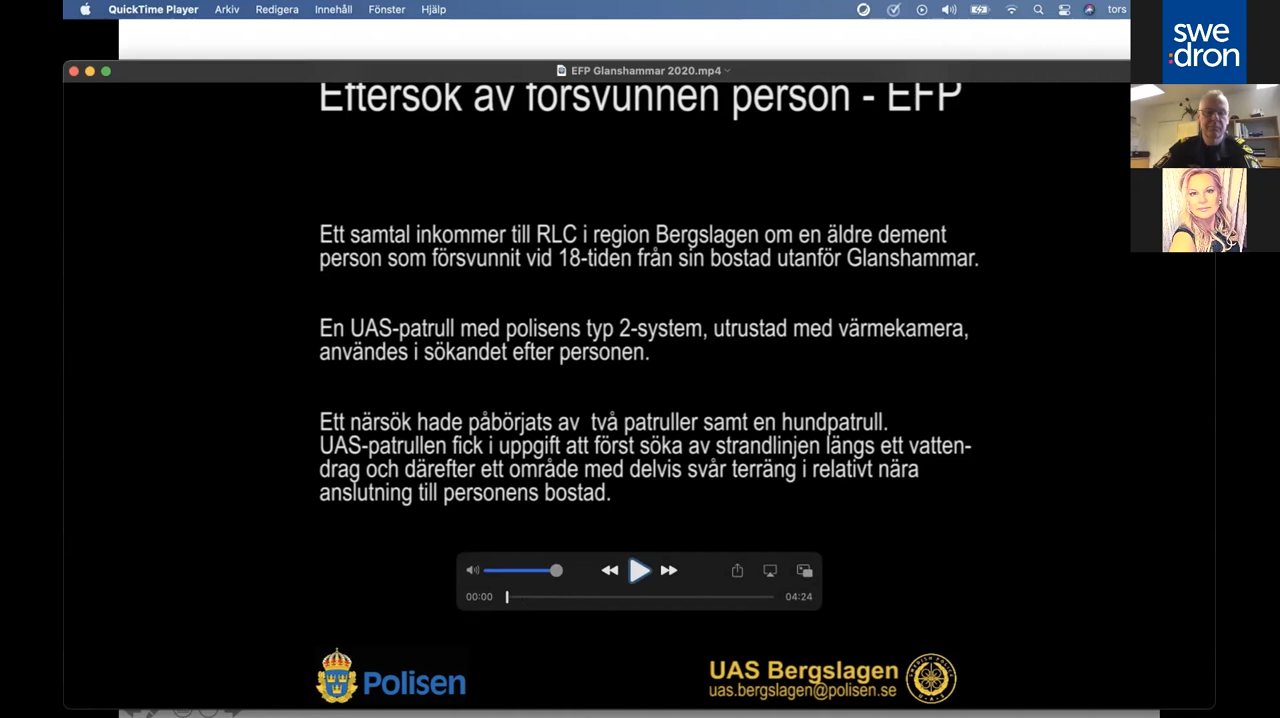 QuickTime Player Arkiv Redigera Innehåll Fönster Hjälp tors
swe
:dron
EFP Glanshammar 2020.mp4
Eftersök av försvunnen person - EFP
Ett samtal inkommer till RLC i region Bergslagen om en äldre dement
person som försvunnit vid 18-tiden från sin bostad utanför Glanshammar.
En UAS-patrull med polisens typ 2-system, utrustad med värmekamera,
användes i sökandet efter personen.
Ett närsök hade påbörjats av två patruller samt en hundpatrull.
UAS-patrullen fick i uppgift att först söka av strandlinjen längs ett vatten-
drag och därefter ett område med delvis svår terräng i relativt nära
anslutning till personens bostad.
00:00 04:24
Polisen
UAS Bergslagen
uas.bergslagen@polisen.se